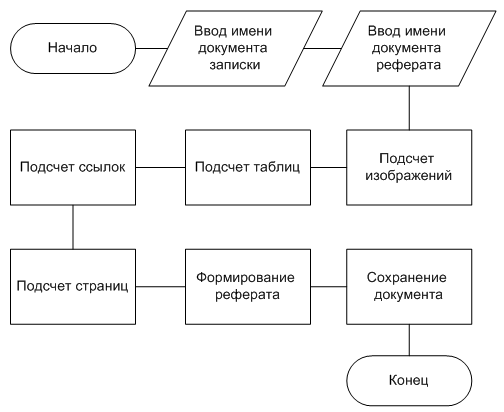 Начало
Ввод имени
документа
записки
Ввод имени
документа
реферата
Подсчет
изображений
Подсчет таблиц
Подсчет ссылок
Подсчет страниц
Формирование
реферата
Сохранение
документа
Конец